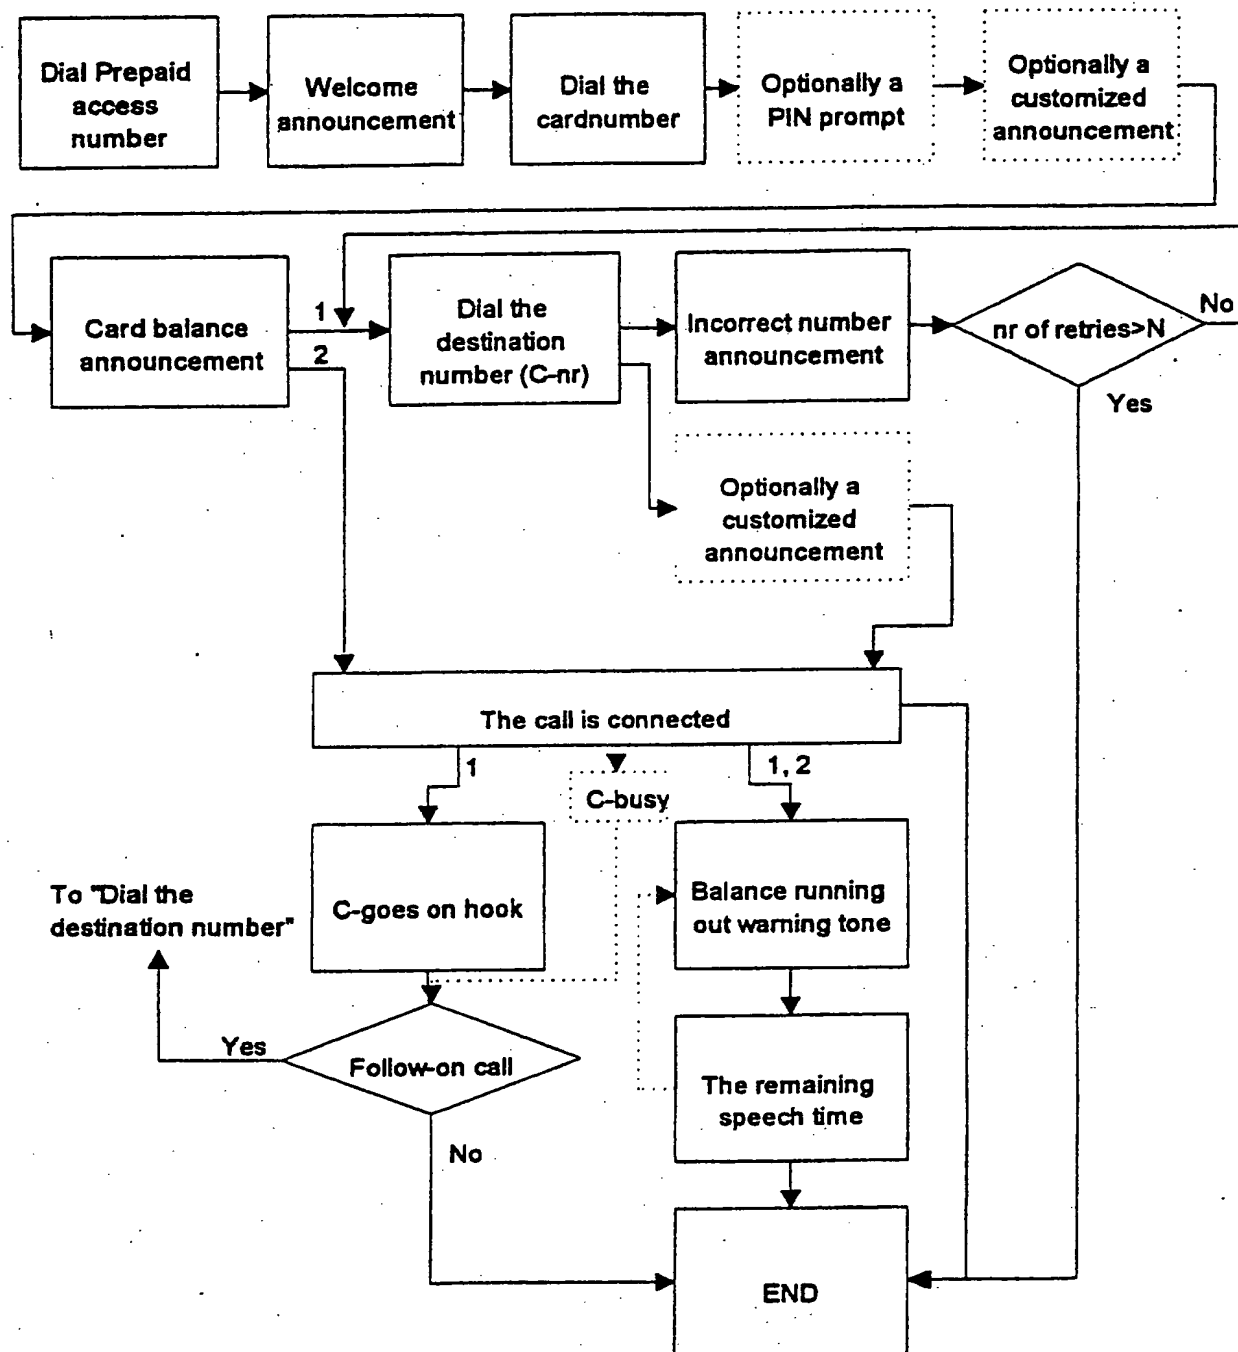 Dial Prepaid
access
number
Welcome
announcement
Dial the
cardnumber
Optionally a
PIN prompt
Optionally a
customized
announcement
Card balance
announcement
1
2
Dial the
destination
number (C-nr)
Incorrect number
announcement
nr of retries>N
No
Yes
Optionally a
customized
announcement
The call is connected
1
C-busy
1, 2
To "Dial the
destination number"
C-goes on hook
Balance running
out warning tone
Yes
Follow-on call
No
The remaining
speech time
END